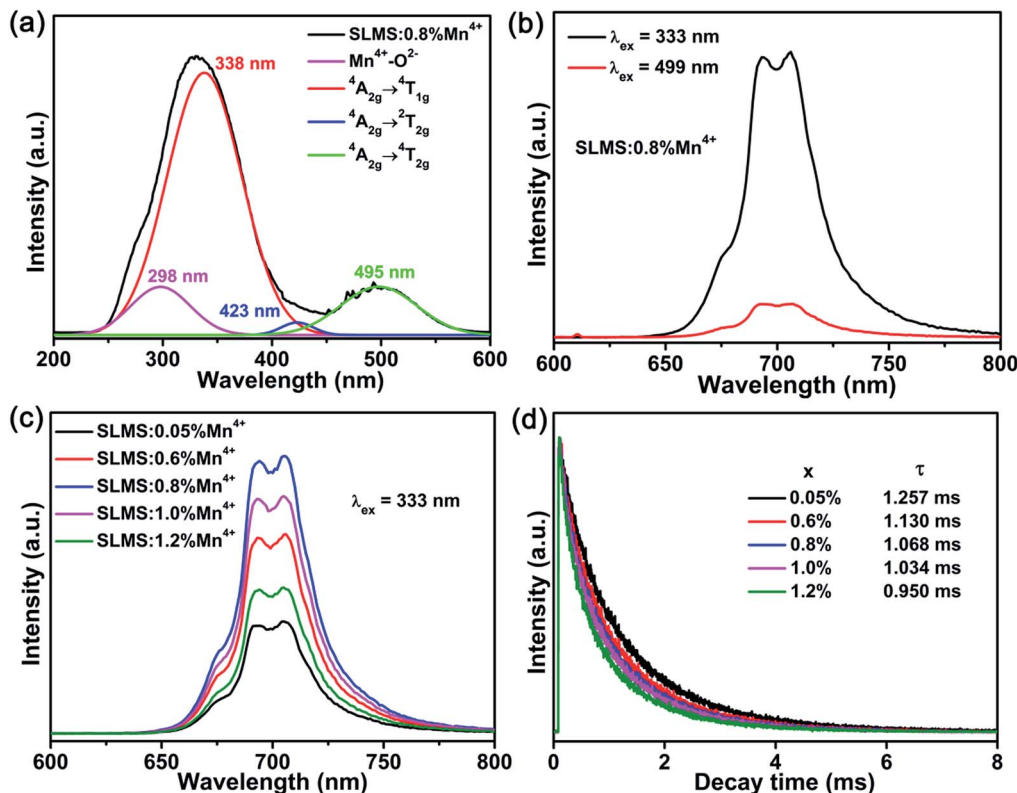 (a)
SLMS:0.8%Mn⁴⁺
Mn⁴⁺-O²⁻
⁴A₂g→⁴T₁g
⁴A₂g→²T₂g
⁴A₂g→⁴T₂g
338 nm
298 nm
423 nm
495 nm
200 300 400 500 600
Wavelength (nm)
Intensity (a.u.)
(b)
λex = 333 nm
λex = 499 nm
SLMS:0.8%Mn⁴⁺
600 650 700 750 800
Wavelength (nm)
Intensity (a.u.)
(c)
SLMS:0.05%Mn⁴⁺
SLMS:0.6%Mn⁴⁺
SLMS:0.8%Mn⁴⁺
SLMS:1.0%Mn⁴⁺
SLMS:1.2%Mn⁴⁺
λex = 333 nm
600 650 700 750 800
Wavelength (nm)
Intensity (a.u.)
(d)
x τ
0.05% 1.257 ms
0.6% 1.130 ms
0.8% 1.068 ms
1.0% 1.034 ms
1.2% 0.950 ms
0 2 4 6 8
Decay time (ms)
Intensity (a.u.)